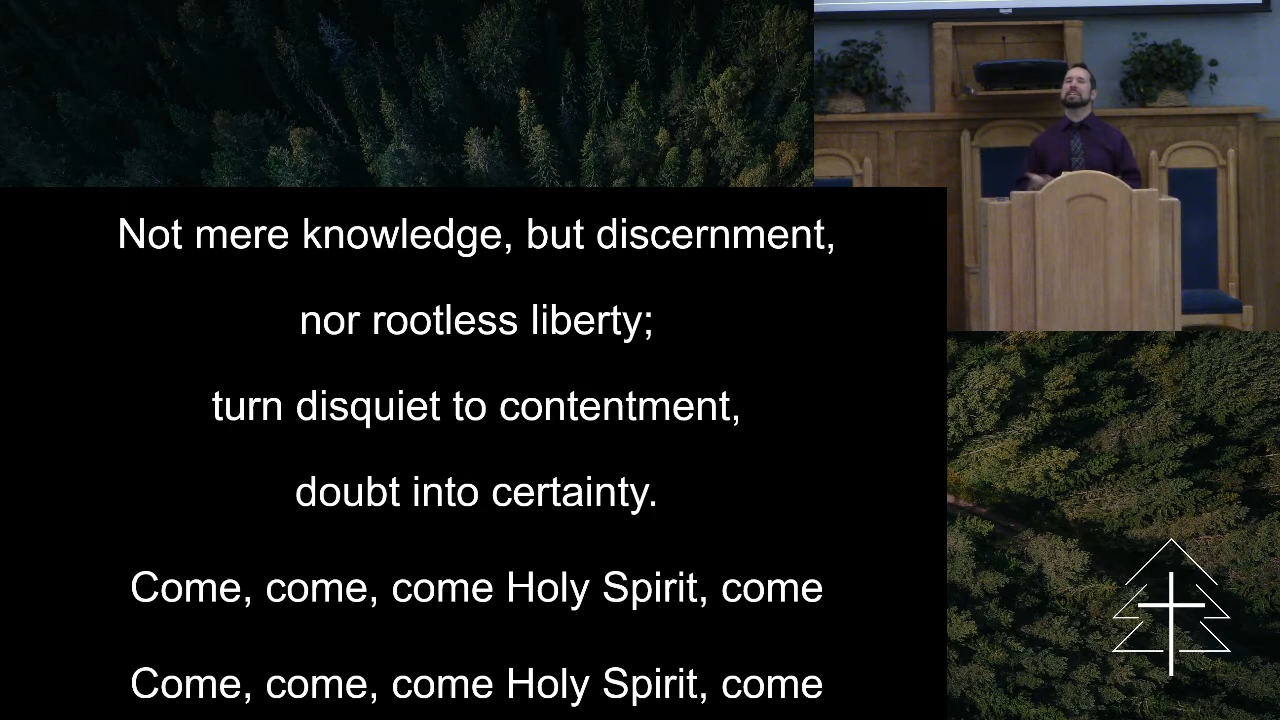 Not mere knowledge, but discernment,
nor rootless liberty;
turn disquiet to contentment,
doubt into certainty.
Come, come, come Holy Spirit, come
Come, come, come Holy Spirit, come